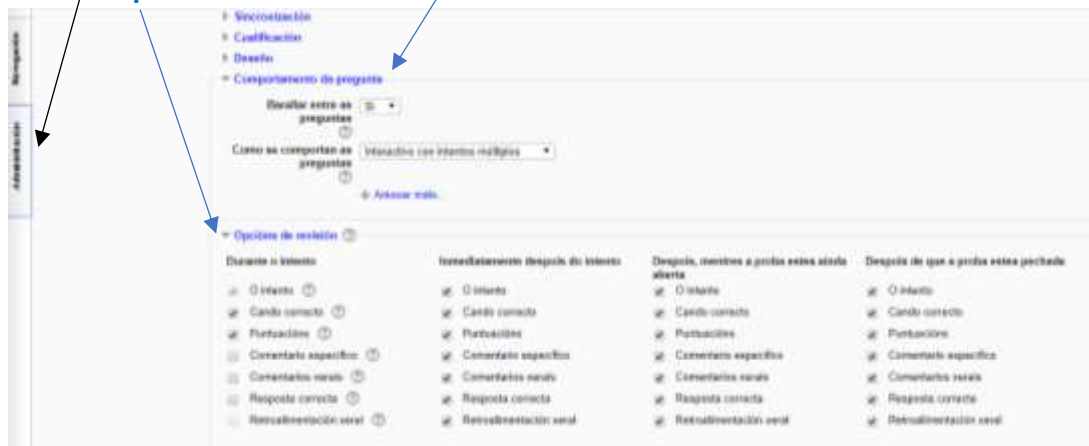 Sincronización
Cualificación
Deseño
Comportamento de pregunta
Barallar entre as preguntas
Si
Como se comportan as preguntas
Interactivo con intentos múltiples
Amosar máis...
Opcións de revisión
Durante o intento
O intento
Cando correcto
Puntuacións
Comentario específico
Comentarios xerais
Resposta correcta
Retroalimentación xeral
Inmediatamente despois do intento
O intento
Cando correcto
Puntuacións
Comentario específico
Comentarios xerais
Resposta correcta
Retroalimentación xeral
Despois, mentres a proba estea aínda aberta
O intento
Cando correcto
Puntuacións
Comentario específico
Comentarios xerais
Resposta correcta
Retroalimentación xeral
Despois de que a proba estea pechada
O intento
Cando correcto
Puntuacións
Comentario específico
Comentarios xerais
Resposta correcta
Retroalimentación xeral
Navegación
Administración